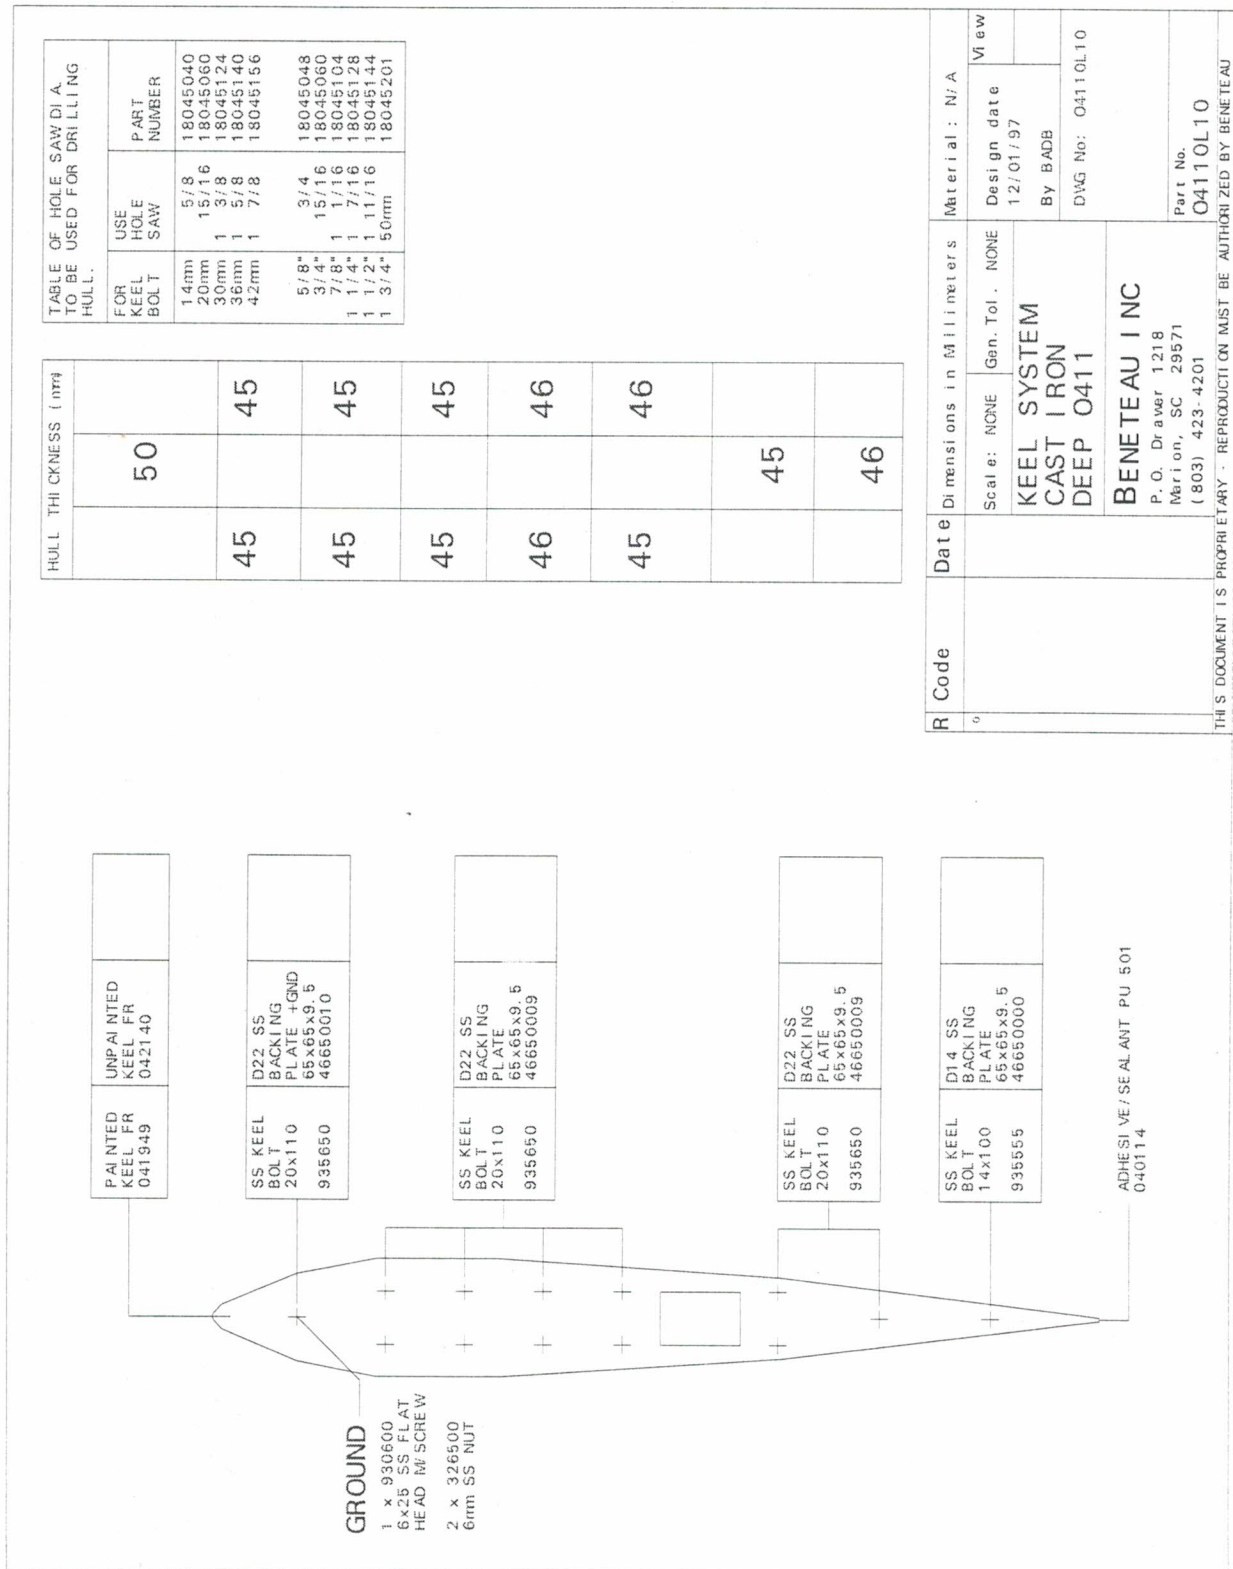 TABLE OF HOLE SAW DIA.
TO BE USED FOR DRILLING
HULL.
FOR KEEL BOLT USE HOLE SAW PART NUMBER
14mm 5/8 18045040
20mm 15/16 18045060
30mm 1 3/8 18045124
36mm 1 5/8 18045140
42mm 1 7/8 18045156
5/8" 3/4 18045048
3/4" 15/16 18045060
7/8" 1 1/16 18045104
1 1/4" 1 7/16 18045128
1 1/2" 1 11/16 18045144
1 3/4" 50mm 18045201
HULL THICKNESS (mm)
50
45 45
45 45
45 45
46 46
45 46
45
46
PAINTED
KEEL FR
041949
UNPAINTED
KEEL FR
042140
SS KEEL
BOLT
20x110
935650
D22 SS
BACKING
PLATE +GND
65x65x9.5
46650010
SS KEEL
BOLT
20x110
935650
D22 SS
BACKING
PLATE
65x65x9.5
46650009
SS KEEL
BOLT
20x110
935650
D22 SS
BACKING
PLATE
65x65x9.5
46650009
SS KEEL
BOLT
14x100
935555
D14 SS
BACKING
PLATE
65x65x9.5
46650000
ADHESIVE/SEALANT PU 501
040114
GROUND
1 x 930600
6x25 SS FLAT
HEAD M/SCREW
2 x 326500
6mm SS NUT
R Code Date Dimensions in Millimeters Material: N/A
Scale: NONE Gen. Tol. NONE Design date View
12/01/97
By BADB
KEEL SYSTEM
CAST IRON
DEEP 0411
DWG No: O4110L10
BENETEAU INC
P.O. Drawer 1218
Marion, SC 29571
(803) 423-4201
Part No.
O4110L10
THIS DOCUMENT IS PROPRIETARY - REPRODUCTION MUST BE AUTHORIZED BY BENETEAU